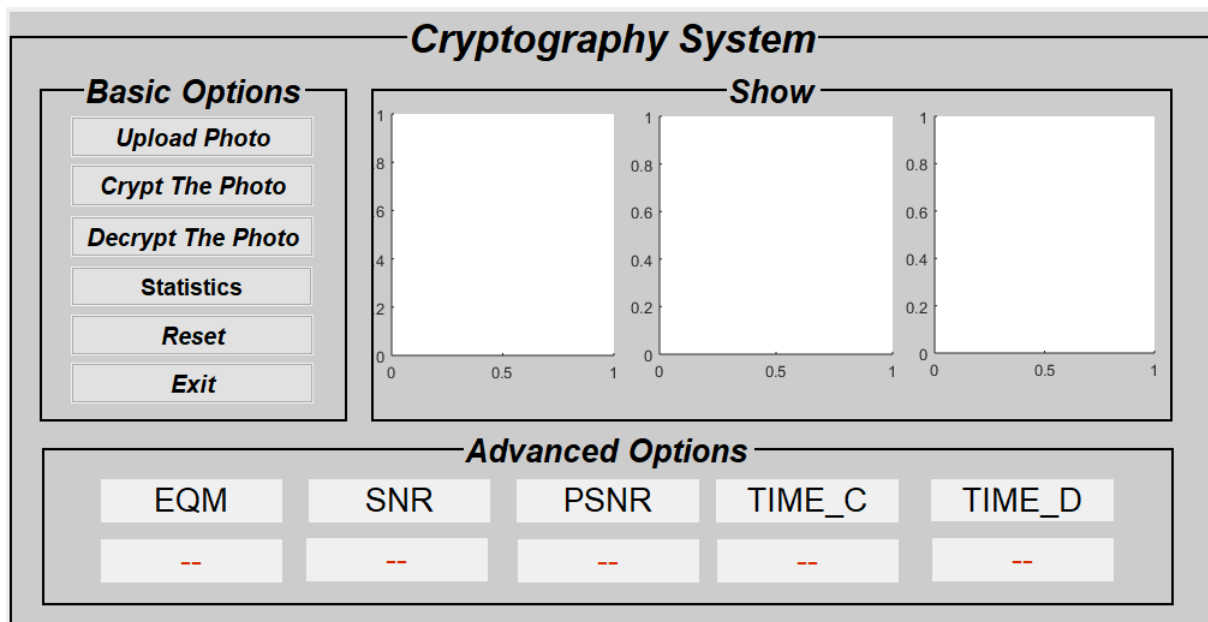 Cryptography System
Basic Options
Upload Photo
Crypt The Photo
Decrypt The Photo
Statistics
Reset
Exit
Show
1
.8
.6
.4
.2
0
0 0.5 1
1
0.8
0.6
0.4
0.2
0
0 0.5 1
1
0.8
0.6
0.4
0.2
0
0 0.5 1
Advanced Options
EQM SNR PSNR TIME_C TIME_D
-- -- -- -- --